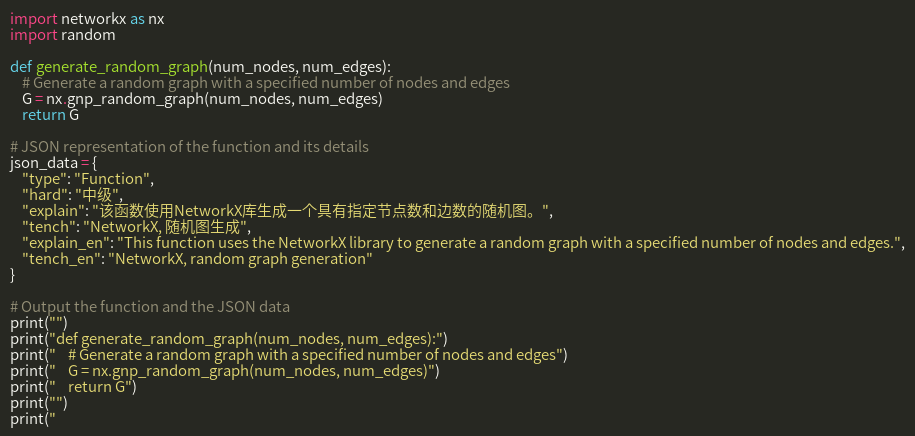 import networkx as nx
import random
def generate_random_graph(num_nodes, num_edges):
# Generate a random graph with a specified number of nodes and edges
G = nx.gnp_random_graph(num_nodes, num_edges)
return G
# JSON representation of the function and its details
json_data = {
"type": "Function",
"hard": "中级",
"explain": "该函数使用NetworkX库生成一个具有指定节点数和边数的随机图。",
"tench": "NetworkX, 随机图生成",
"explain_en": "This function uses the NetworkX library to generate a random graph with a specified number of nodes and edges.",
"tench_en": "NetworkX, random graph generation"
}
# Output the function and the JSON data
print("")
print("def generate_random_graph(num_nodes, num_edges):")
print("    # Generate a random graph with a specified number of nodes and edges")
print("    G = nx.gnp_random_graph(num_nodes, num_edges)")
print("    return G")
print("")
print("